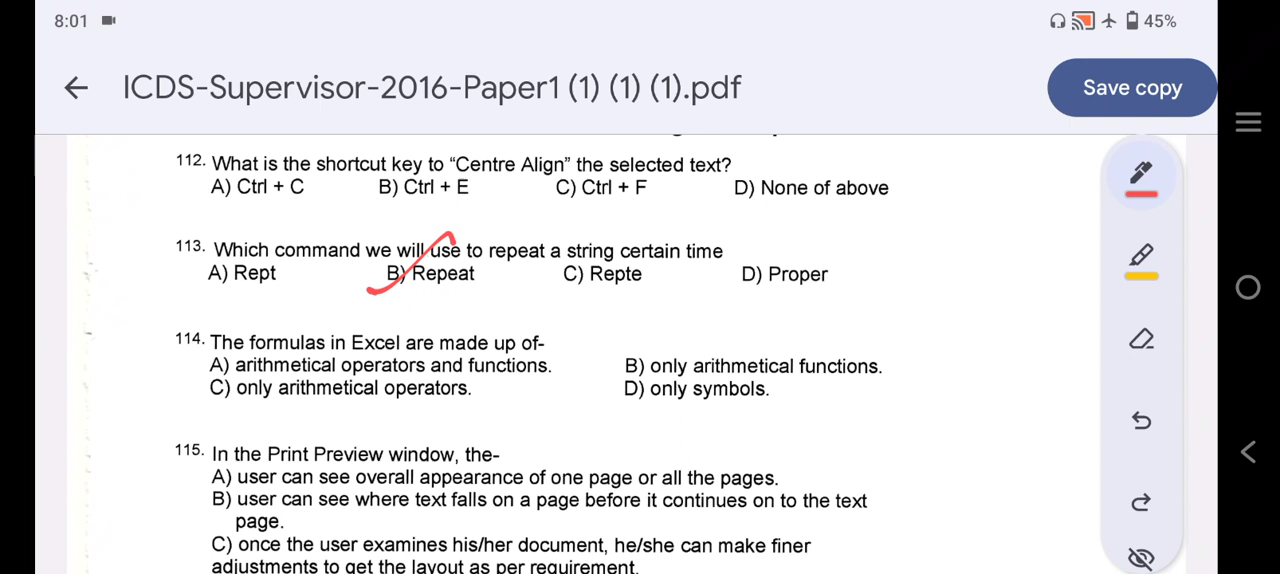 8:01
45%
ICDS-Supervisor-2016-Paper1 (1) (1) (1).pdf
Save copy
112. What is the shortcut key to “Centre Align” the selected text?
A) Ctrl + C B) Ctrl + E C) Ctrl + F D) None of above
113. Which command we will use to repeat a string certain time
A) Rept B) Repeat C) Repte D) Proper
114. The formulas in Excel are made up of-
A) arithmetical operators and functions. B) only arithmetical functions.
C) only arithmetical operators. D) only symbols.
115. In the Print Preview window, the-
A) user can see overall appearance of one page or all the pages.
B) user can see where text falls on a page before it continues on to the text
page.
C) once the user examines his/her document, he/she can make finer
adjustments to get the layout as per requirement.